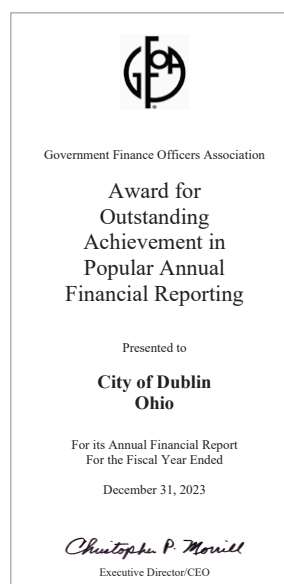 GFOA
Government Finance Officers Association
Award for
Outstanding
Achievement in
Popular Annual
Financial Reporting
Presented to
City of Dublin
Ohio
For its Annual Financial Report
For the Fiscal Year Ended
December 31, 2023
Christopher P. Morrill
Executive Director/CEO